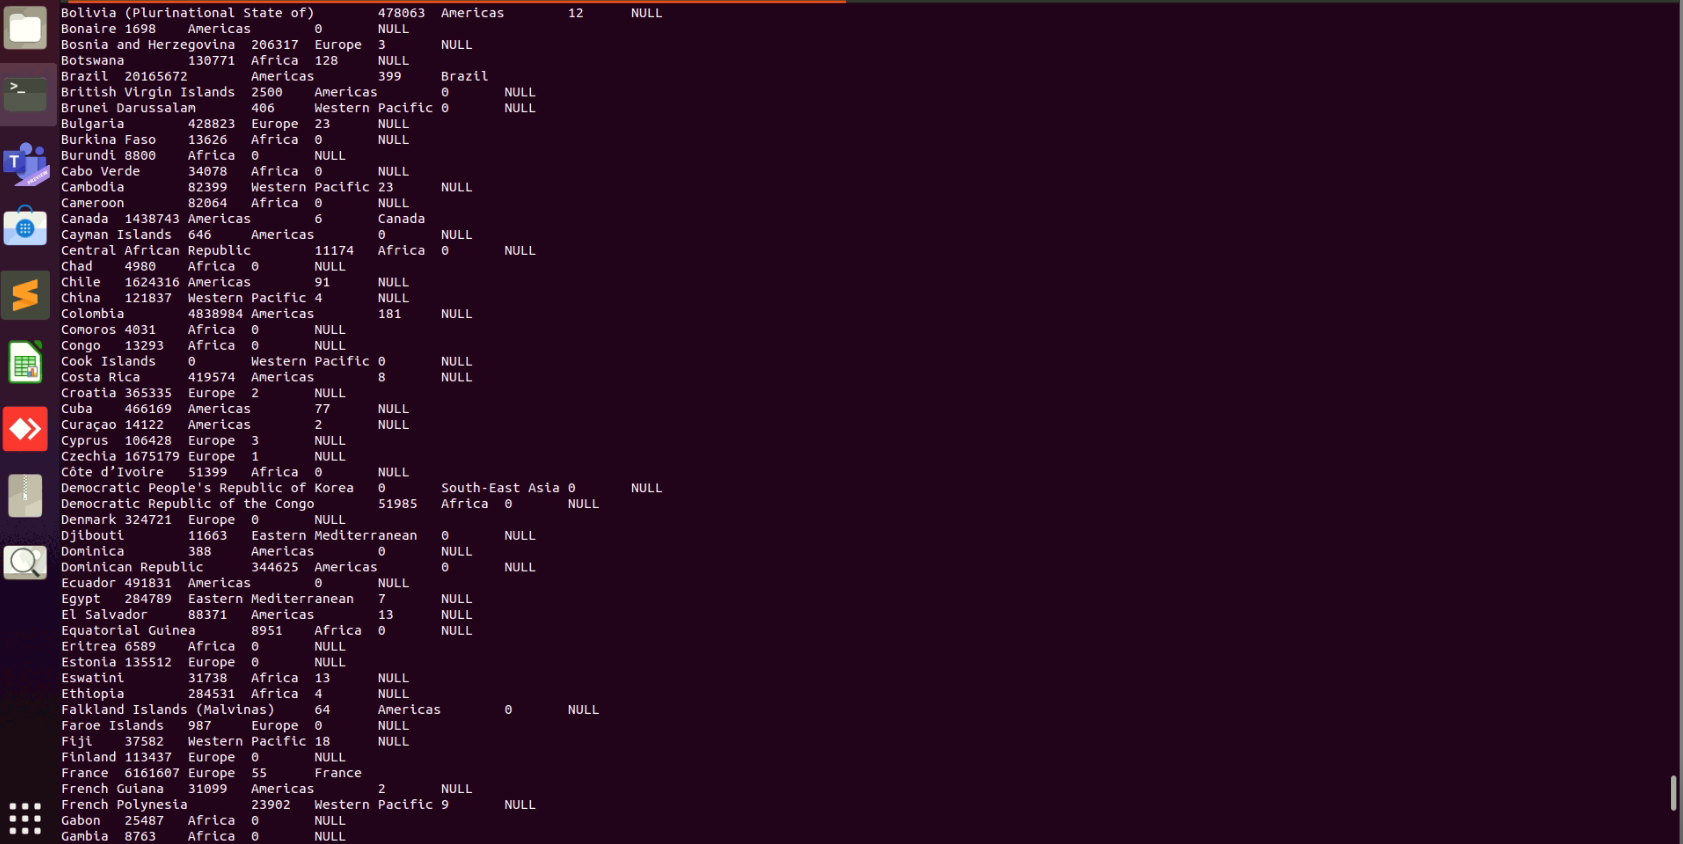 Bolivia (Plurinational State of) 478063 Americas 12 NULL
Bonaire 1698 Americas 0 NULL
Bosnia and Herzegovina 206317 Europe 3 NULL
Botswana 130771 Africa 128 NULL
Brazil 20165672 Americas 399 Brazil
British Virgin Islands 2500 Americas 0 NULL
Brunei Darussalam 406 Western Pacific 0 NULL
Bulgaria 428823 Europe 23 NULL
Burkina Faso 13626 Africa 0 NULL
Burundi 8800 Africa 0 NULL
Cabo Verde 34078 Africa 0 NULL
Cambodia 82399 Western Pacific 23 NULL
Cameroon 82064 Africa 0 NULL
Canada 1438743 Americas 6 Canada
Cayman Islands 646 Americas 0 NULL
Central African Republic 11174 Africa 0 NULL
Chad 4980 Africa 0 NULL
Chile 1624316 Americas 91 NULL
China 121837 Western Pacific 4 NULL
Colombia 4838984 Americas 181 NULL
Comoros 4031 Africa 0 NULL
Congo 13293 Africa 0 NULL
Cook Islands 0 Western Pacific 0 NULL
Costa Rica 419574 Americas 8 NULL
Croatia 365335 Europe 2 NULL
Cuba 466169 Americas 77 NULL
Curaçao 14122 Americas 2 NULL
Cyprus 106428 Europe 3 NULL
Czechia 1675179 Europe 1 NULL
Côte d’Ivoire 51399 Africa 0 NULL
Democratic People's Republic of Korea 0 South-East Asia 0 NULL
Democratic Republic of the Congo 51985 Africa 0 NULL
Denmark 324721 Europe 0 NULL
Djibouti 11663 Eastern Mediterranean 0 NULL
Dominica 388 Americas 0 NULL
Dominican Republic 344625 Americas 0 NULL
Ecuador 491831 Americas 0 NULL
Egypt 284789 Eastern Mediterranean 7 NULL
El Salvador 88371 Americas 13 NULL
Equatorial Guinea 8951 Africa 0 NULL
Eritrea 6589 Africa 0 NULL
Estonia 135512 Europe 0 NULL
Eswatini 31738 Africa 13 NULL
Ethiopia 284531 Africa 4 NULL
Falkland Islands (Malvinas) 64 Americas 0 NULL
Faroe Islands 987 Europe 0 NULL
Fiji 37582 Western Pacific 18 NULL
Finland 113437 Europe 0 NULL
France 6161607 Europe 55 France
French Guiana 31099 Americas 2 NULL
French Polynesia 23902 Western Pacific 9 NULL
Gabon 25487 Africa 0 NULL
Gambia 8763 Africa 0 NULL
>_
T
PREVIEW